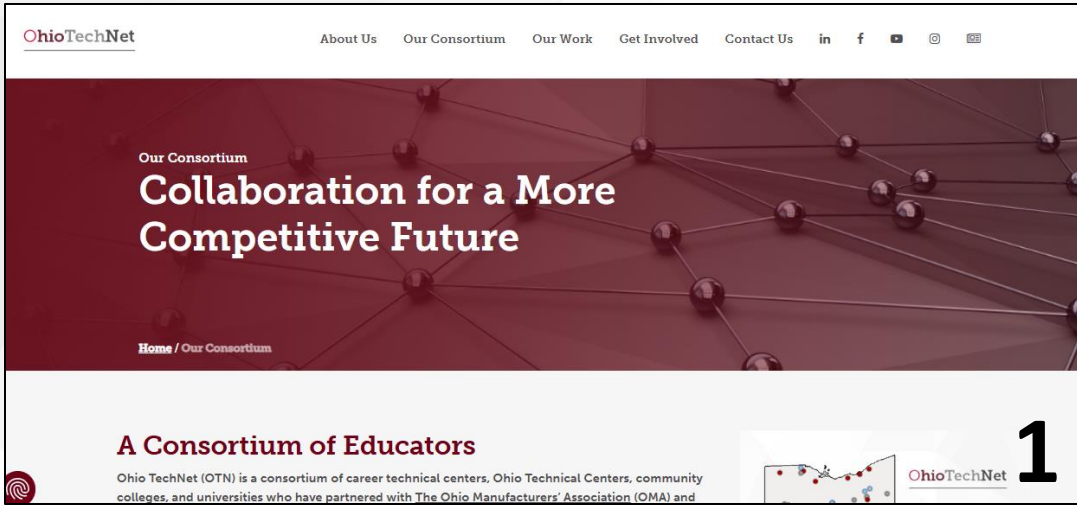 OhioTechNet
About Us Our Consortium Our Work Get Involved Contact Us in f
Our Consortium
Collaboration for a More
Competitive Future
Home / Our Consortium
A Consortium of Educators
Ohio TechNet (OTN) is a consortium of career technical centers, Ohio Technical Centers, community
colleges, and universities who have partnered with The Ohio Manufacturers' Association (OMA) and
OhioTechNet
1